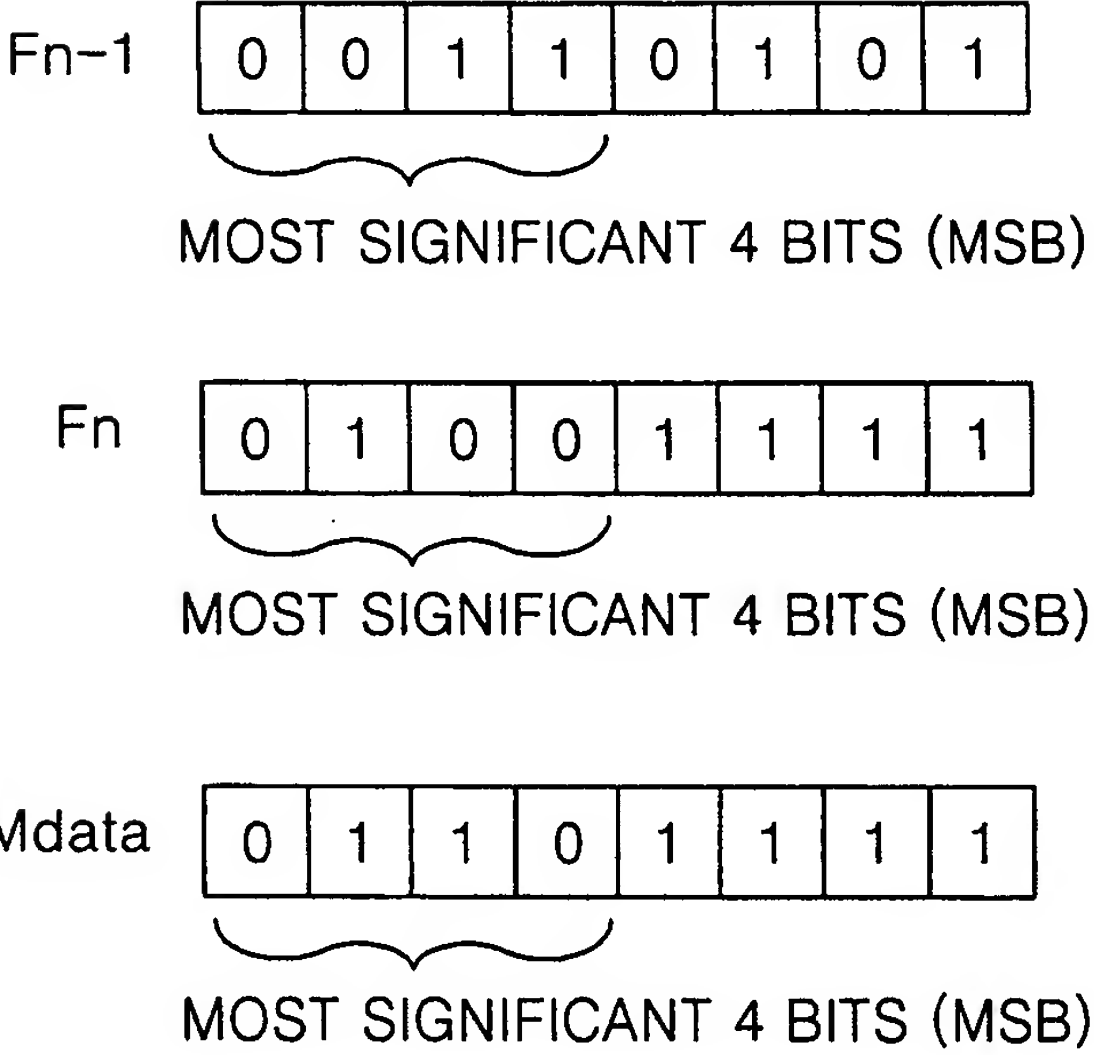 Fn-1 0 0 1 1 0 1 0 1
MOST SIGNIFICANT 4 BITS (MSB)
Fn 0 1 0 0 1 1 1 1
MOST SIGNIFICANT 4 BITS (MSB)
Mdata 0 1 1 0 1 1 1 1
MOST SIGNIFICANT 4 BITS (MSB)